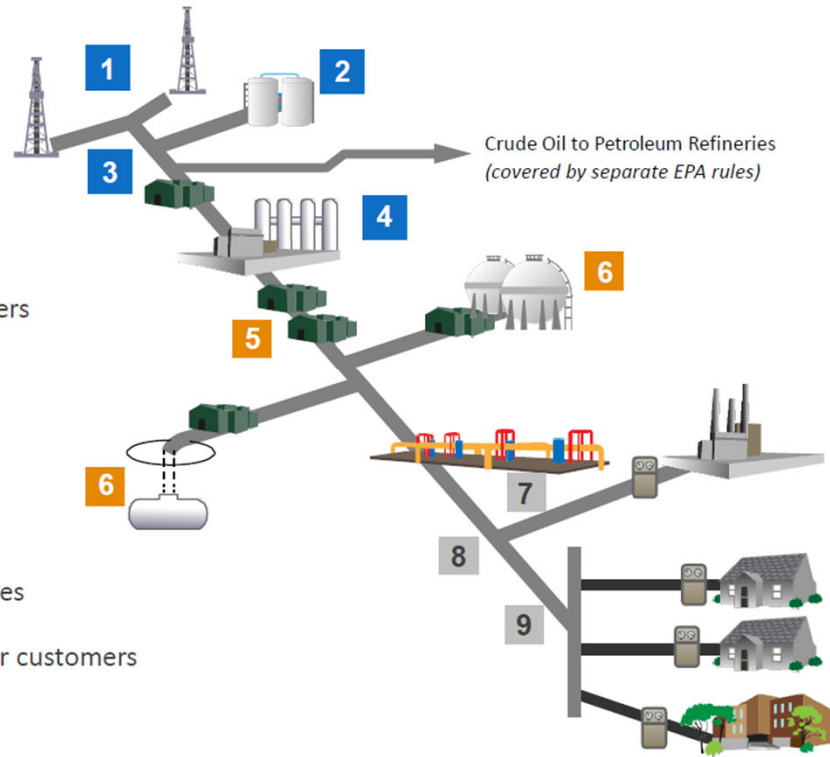 1
2
Crude Oil to Petroleum Refineries
(covered by separate EPA rules)
3
4
6
ers
5
6
7
8
es
9
r customers